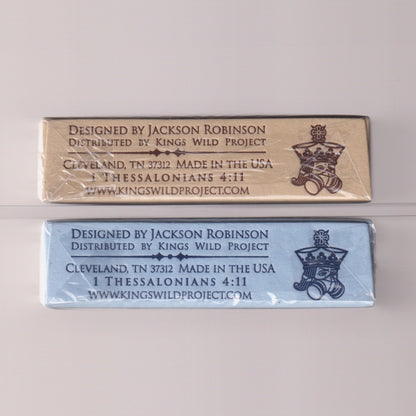 Designed by Jackson Robinson
Distributed by Kings Wild Project
Cleveland, TN 37312 Made in the USA
1 Thessalonians 4:11
www.kingswildproject.com
Designed by Jackson Robinson
Distributed by Kings Wild Project
Cleveland, TN 37312 Made in the USA
1 Thessalonians 4:11
www.kingswildproject.com